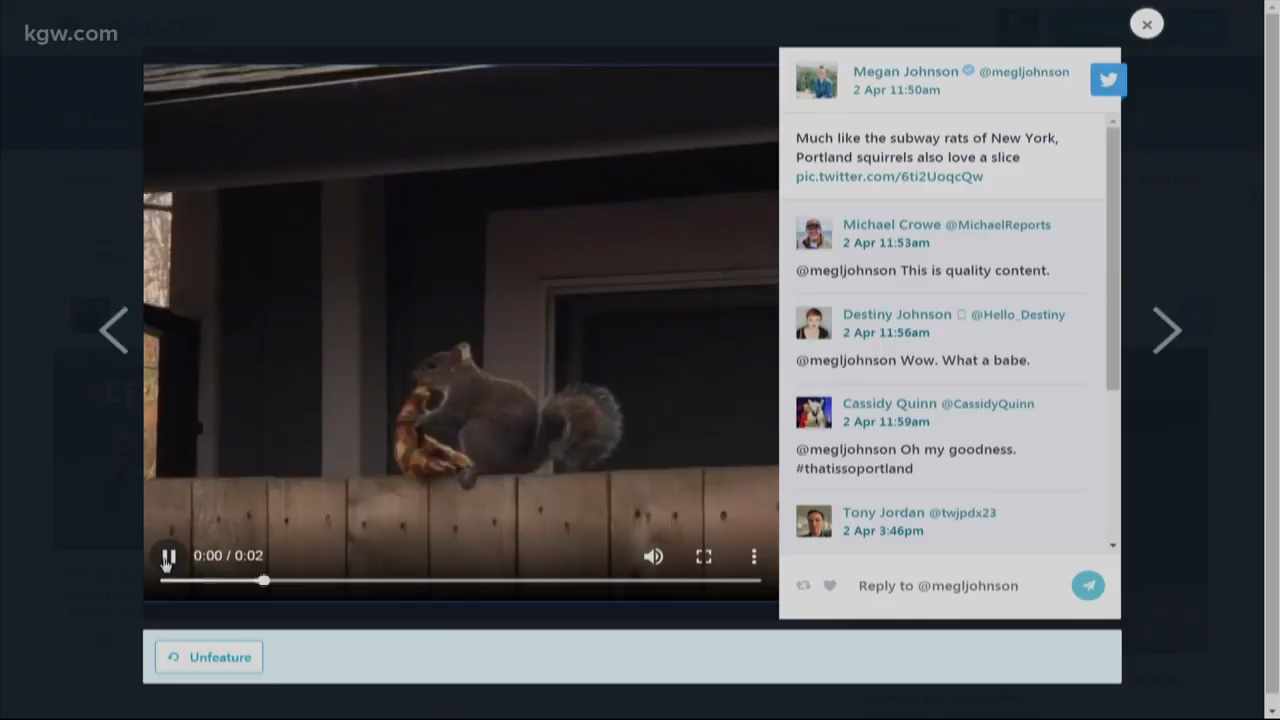 kgw.com
Megan Johnson @megljohnson
2 Apr 11:50am
Much like the subway rats of New York,
Portland squirrels also love a slice
pic.twitter.com/6ti2UoqcQw
Michael Crowe @MichaelReports
2 Apr 11:53am
@megljohnson This is quality content.
Destiny Johnson @Hello_Destiny
2 Apr 11:56am
@megljohnson Wow. What a babe.
Cassidy Quinn @CassidyQuinn
2 Apr 11:59am
@megljohnson Oh my goodness.
#thatissoportland
Tony Jordan @twjpdx23
2 Apr 3:46pm
0:00 / 0:02
Reply to @megljohnson
Unfeature